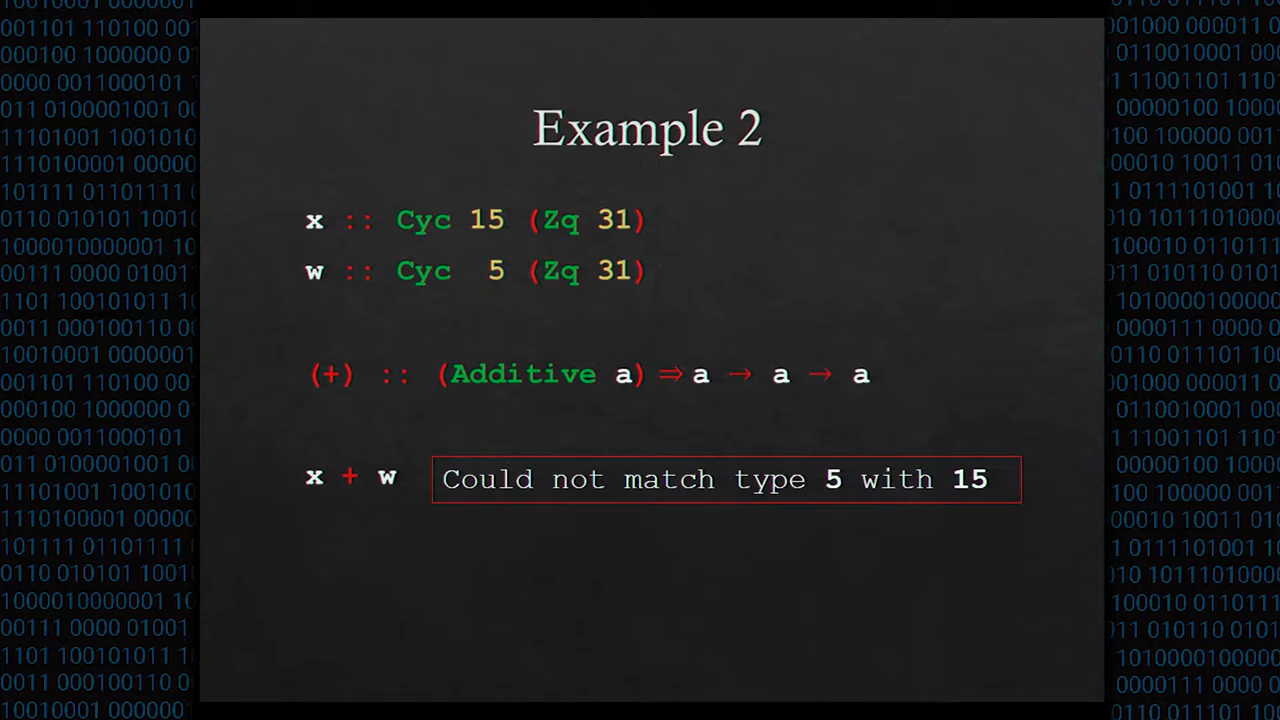 Example 2
x :: Cyc 15 (Zq 31)
w :: Cyc 5 (Zq 31)
(+) :: (Additive a) ⇒ a → a → a
x + w Could not match type 5 with 15